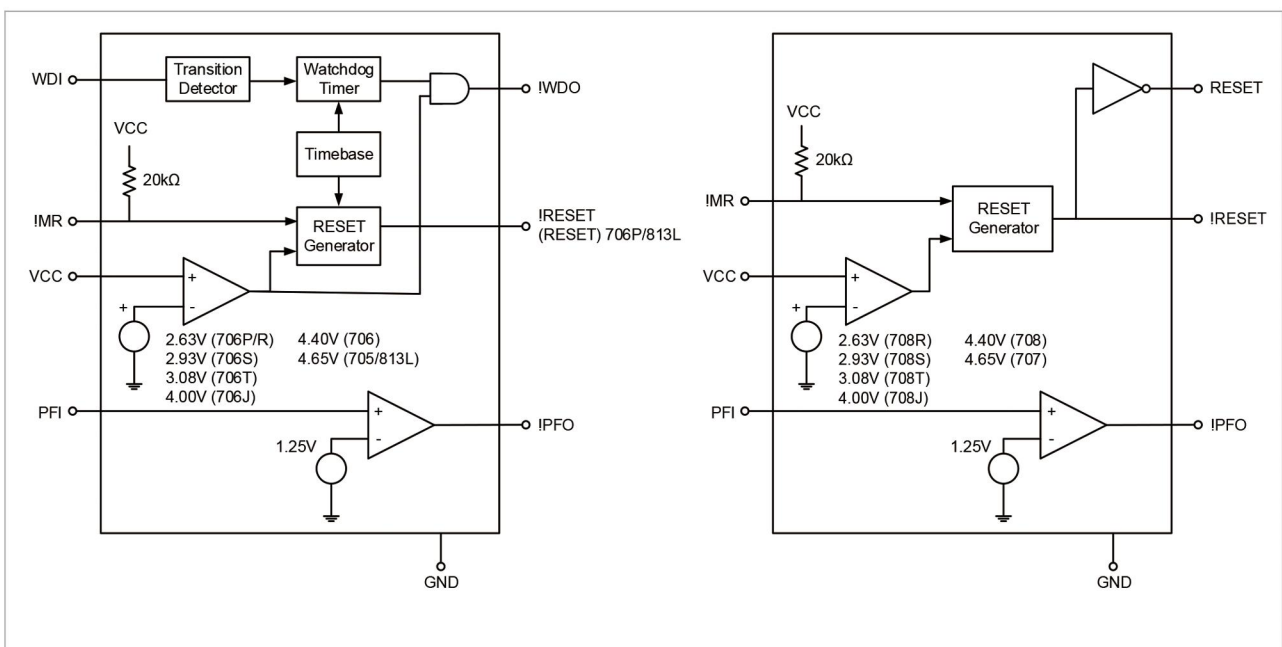 WDI
Transition
Detector
Watchdog
Timer
!WDO
VCC
20kΩ
Timebase
!MR
RESET
Generator
!RESET
(RESET) 706P/813L
VCC
+
-
+
2.63V (706P/R) 4.40V (706)
2.93V (706S) 4.65V (705/813L)
3.08V (706T)
4.00V (706J)
PFI
+
-
1.25V
!PFO
GND
RESET
VCC
20kΩ
!MR
RESET
Generator
!RESET
VCC
+
-
+
2.63V (708R) 4.40V (708)
2.93V (708S) 4.65V (707)
3.08V (708T)
4.00V (708J)
PFI
+
-
1.25V
!PFO
GND